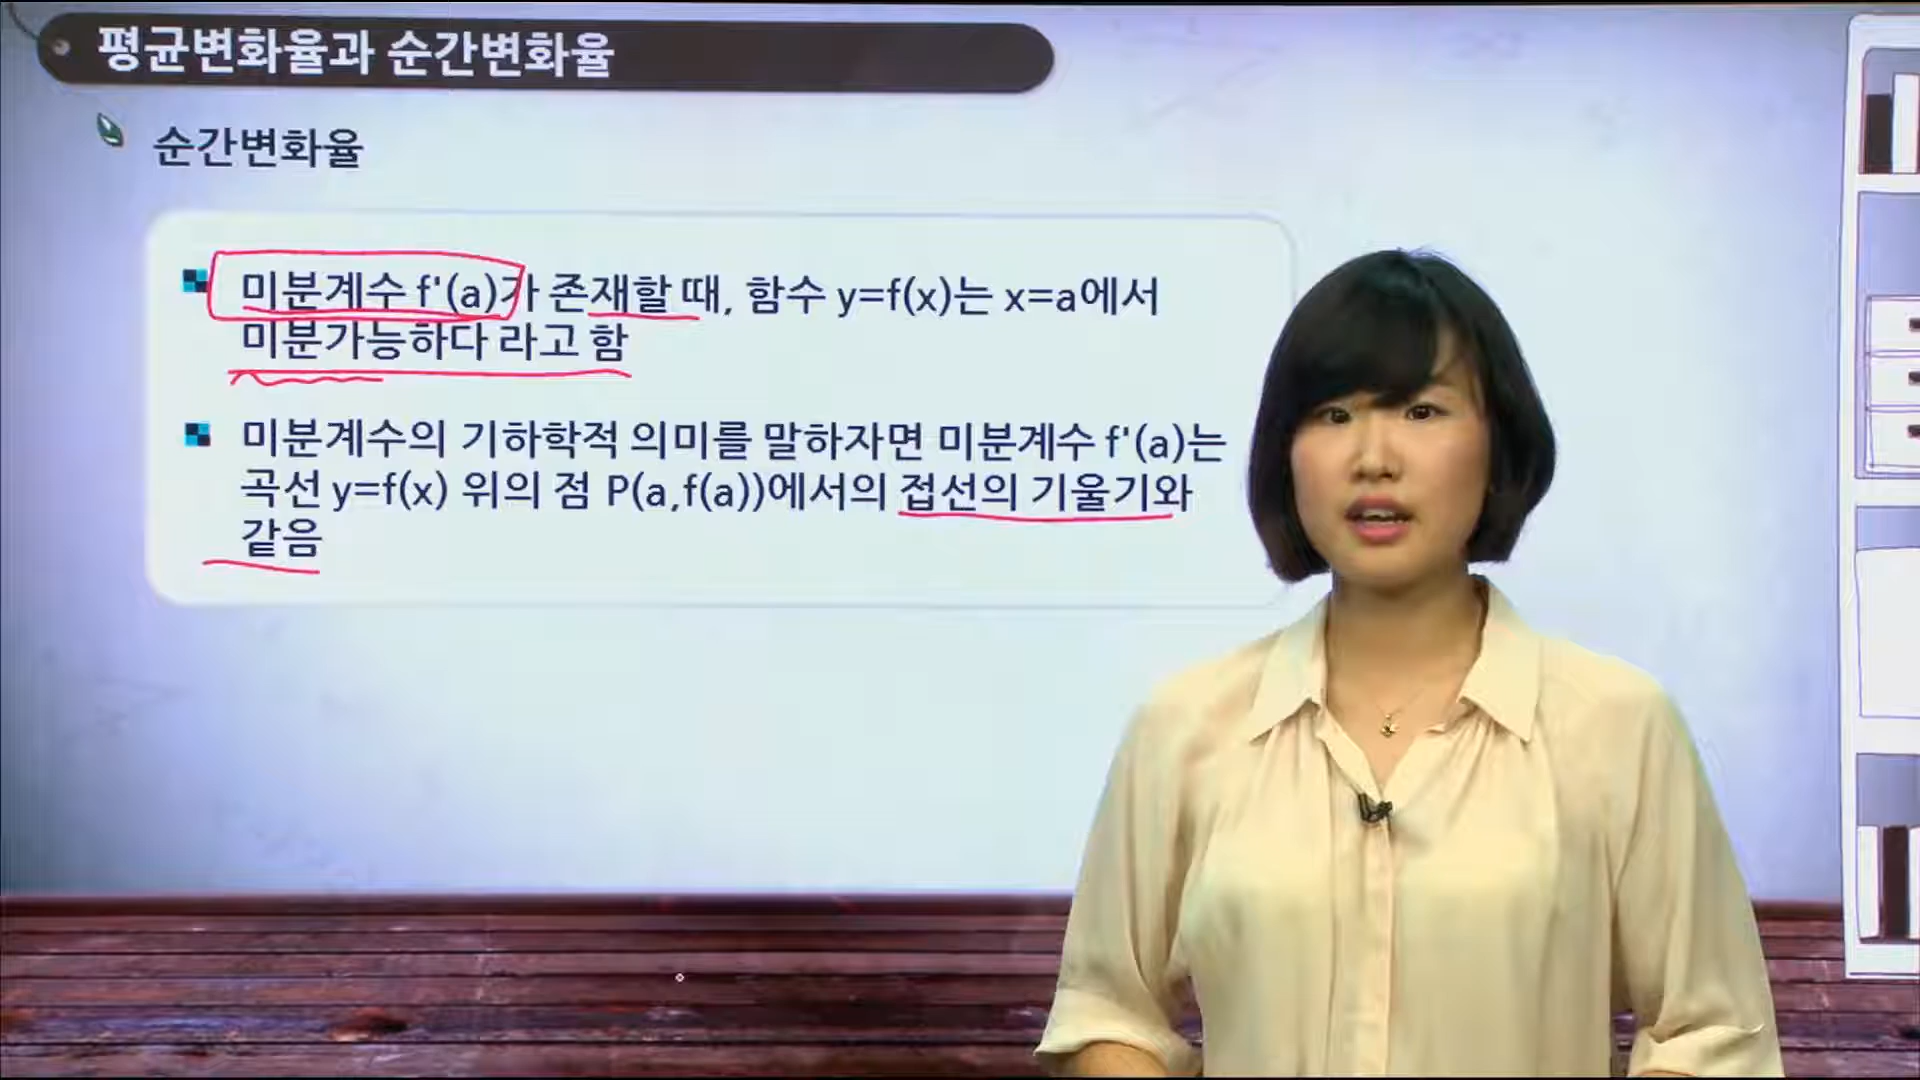 평균변화율과 순간변화율
순간변화율
미분계수 f'(a)가 존재할 때, 함수 y=f(x)는 x=a에서
미분가능하다 라고 함
미분계수의 기하학적 의미를 말하자면 미분계수 f'(a)는
곡선 y=f(x) 위의 점 P(a,f(a))에서의 접선의 기울기와
같음